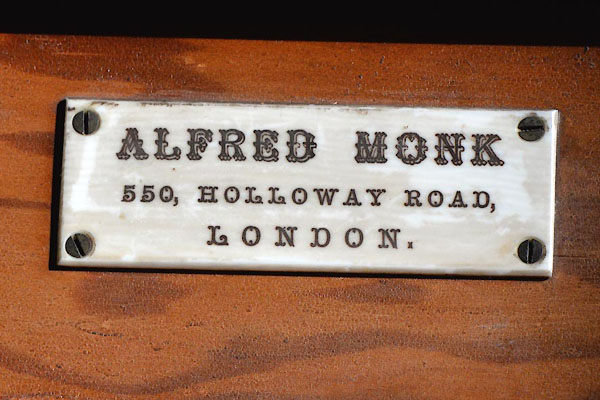 ALFRED MONK
550, HOLLOWAY ROAD,
LONDON.